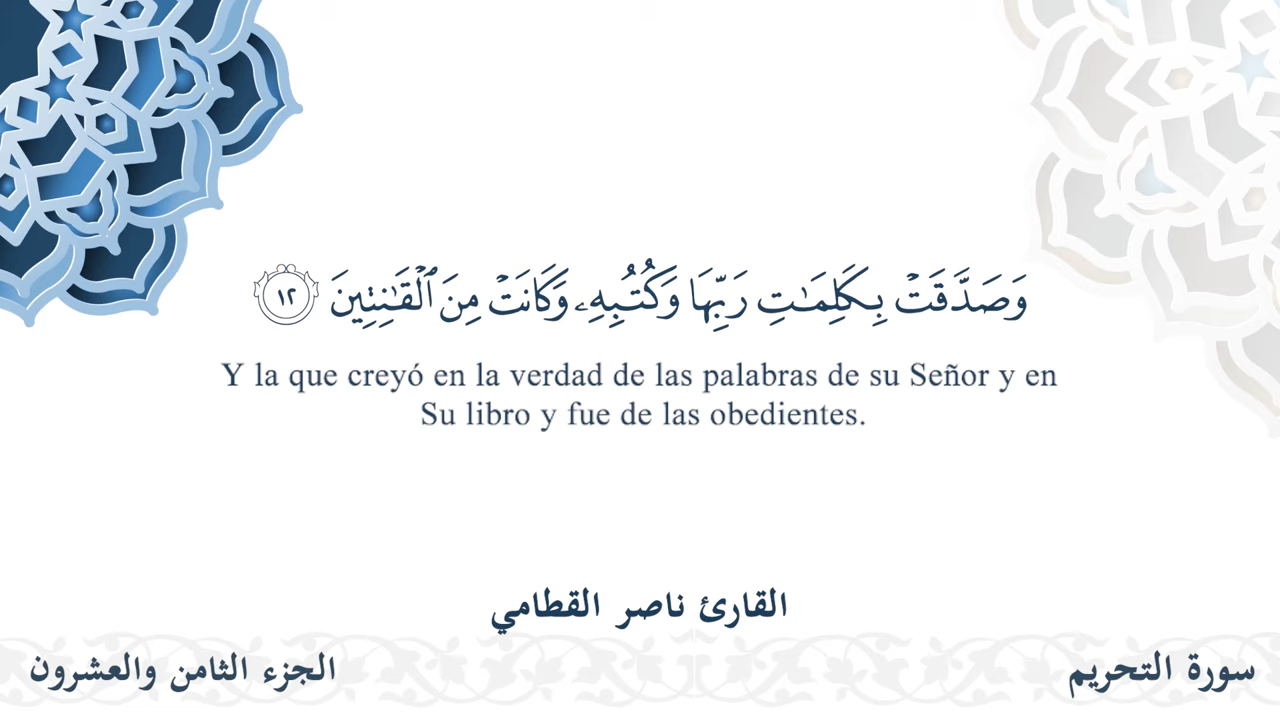 وَصَدَّقَتْ بِكَلِمَـٰتِ رَبِّهَا وَكُتُبِهِۦ وَكَانَتْ مِنَ ٱلْقَـٰنِتِينَ ١٢
Y la que creyó en la verdad de las palabras de su Señor y en
Su libro y fue de las obedientes.
القارئ ناصر القطامي
سورة التحريم
الجزء الثامن والعشرون